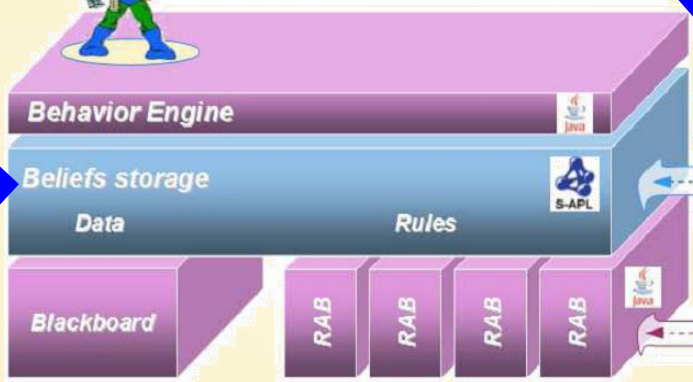 Behavior Engine
Java
Beliefs storage
S-APL
Data Rules
Java
Blackboard RAB RAB RAB RAB